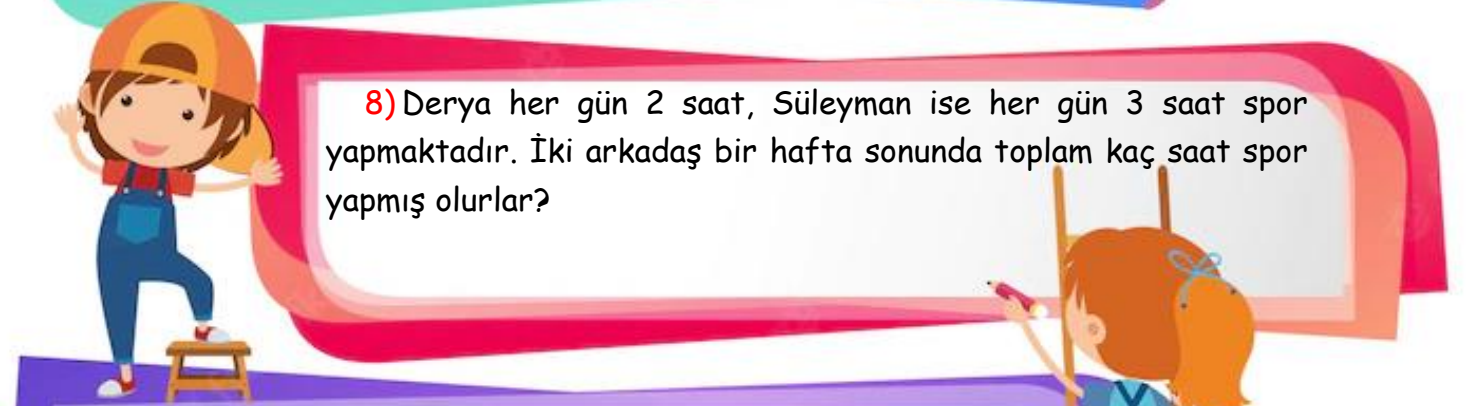 8) Derya her gün 2 saat, Süleyman ise her gün 3 saat spor
yapmaktadır. İki arkadaş bir hafta sonunda toplam kaç saat spor
yapmış olurlar?